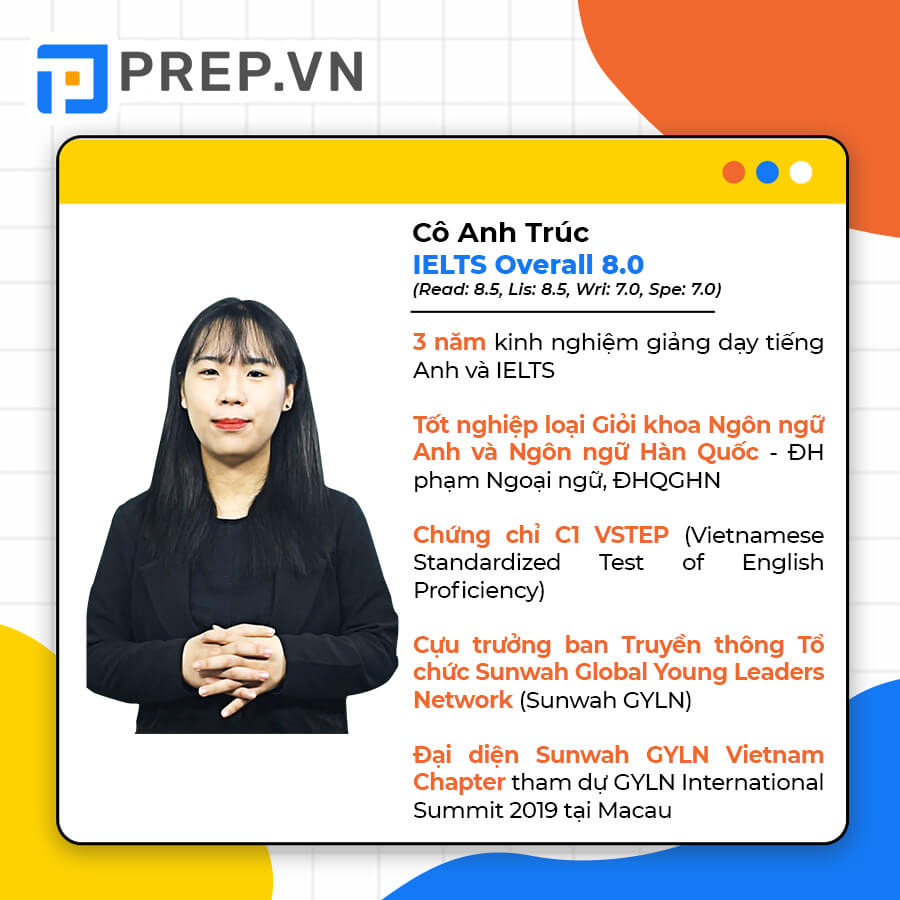 PREP.VN
Cô Anh Trúc
IELTS Overall 8.0
(Read: 8.5, Lis: 8.5, Wri: 7.0, Spe: 7.0)
3 năm kinh nghiệm giảng dạy tiếng
Anh và IELTS
Tốt nghiệp loại Giỏi khoa Ngôn ngữ
Anh và Ngôn ngữ Hàn Quốc - ĐH
phạm Ngoại ngữ, ĐHQGHN
Chứng chỉ C1 VSTEP (Vietnamese
Standardized Test of English
Proficiency)
Cựu trưởng ban Truyền thông Tổ
chức Sunwah Global Young Leaders
Network (Sunwah GYLN)
Đại diện Sunwah GYLN Vietnam
Chapter tham dự GYLN International
Summit 2019 tại Macau